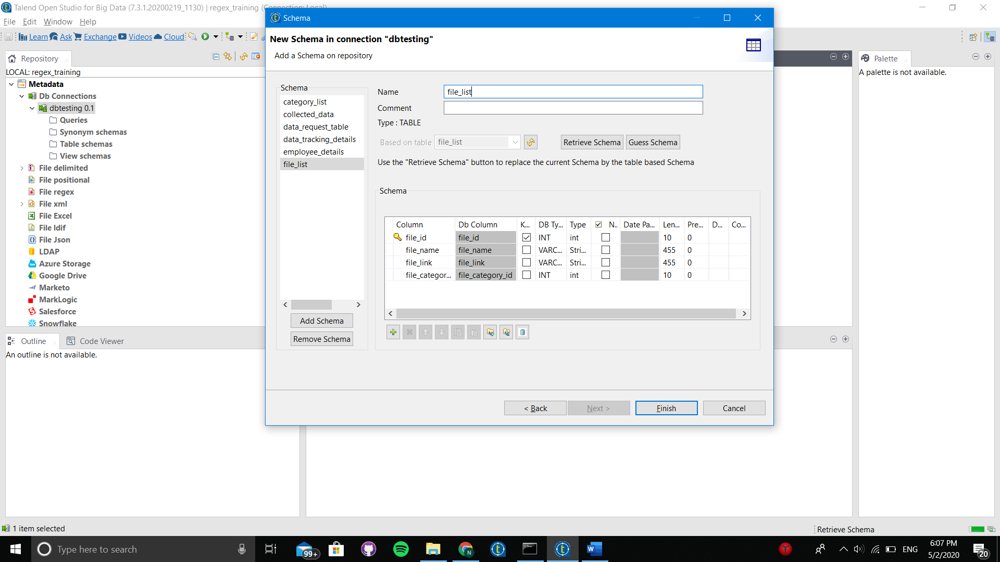 Talend Open Studio for Big Data (7.3.1.20200219_1130) | regex_training (Connection: Local)
File Edit Window Help
Learn Ask Exchange Videos Cloud
Repository
LOCAL: regex_training
Metadata
Db Connections
dbtesting 0.1
Queries
Synonym schemas
Table schemas
View schemas
File delimited
File positional
File regex
File xml
File Excel
File ldif
File Json
LDAP
Azure Storage
Google Drive
Marketo
MarkLogic
Salesforce
Snowflake
Outline
Code Viewer
An outline is not available.
Schema
New Schema in connection "dbtesting"
Add a Schema on repository
Schema
category_list
collected_data
data_request_table
data_tracking_details
employee_details
file_list
Add Schema
Remove Schema
Name file_list
Comment
Type : TABLE
Based on table file_list Retrieve Schema Guess Schema
Use the "Retrieve Schema" button to replace the current Schema by the table based Schema
Schema
Column Db Column K... DB Ty... Type N.. Date Pa... Len... Pre... D... Co...
file_id file_id INT int 10 0
file_name file_name VARC... Stri... 455 0
file_link file_link VARC... Stri... 455 0
file_categor... file_category_id INT int 10 0
< Back Next > Finish Cancel
Palette
A palette is not available.
1 item selected
Retrieve Schema
Type here to search
99+
N
W
ENG
6:07 PM
5/2/2020
20